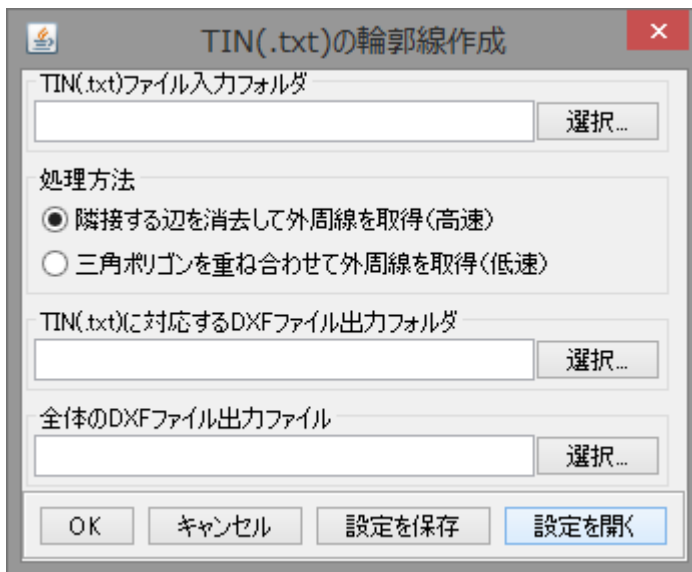 TIN(.txt)の輪郭線作成
TIN(.txt)ファイル入力フォルダ
選択...
処理方法
隣接する辺を消去して外周線を取得(高速)
三角ポリゴンを重ね合わせて外周線を取得(低速)
TIN(.txt)に対応するDXFファイル出力フォルダ
選択...
全体のDXFファイル出力ファイル
選択...
OK キャンセル 設定を保存 設定を開く